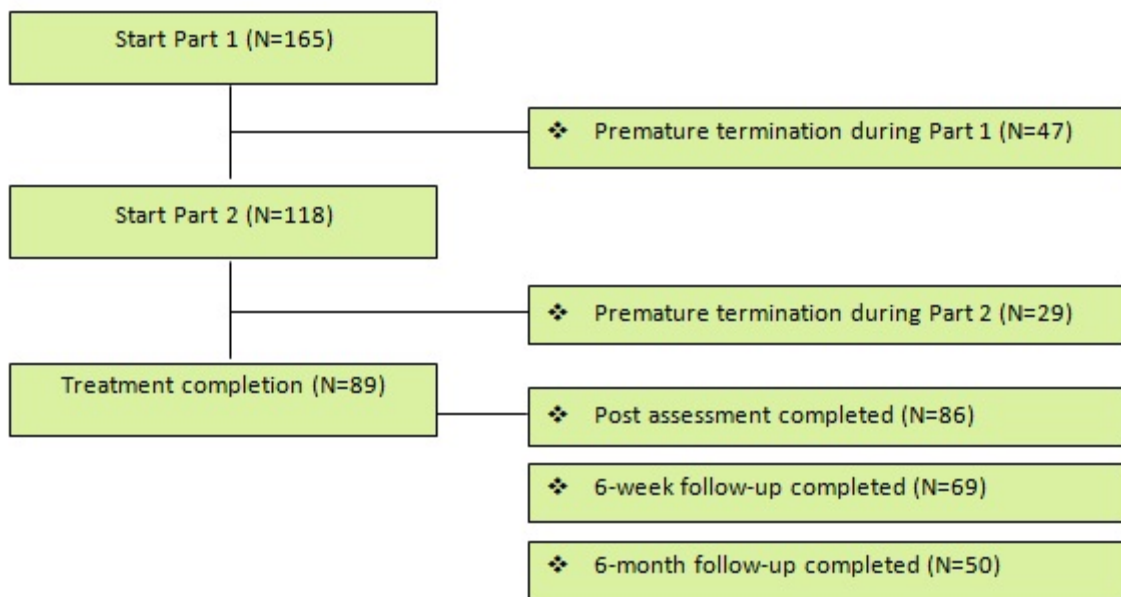 Start Part 1 (N=165)
❖ Premature termination during Part 1 (N=47)
Start Part 2 (N=118)
❖ Premature termination during Part 2 (N=29)
Treatment completion (N=89)
❖ Post assessment completed (N=86)
❖ 6-week follow-up completed (N=69)
❖ 6-month follow-up completed (N=50)